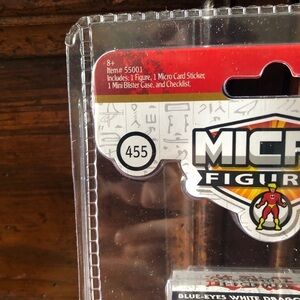 8+
Item# 55001
Includes: 1 Figure, 1 Micro Card Sticker,
1 Mini Blister Case, and Checklist.
455
MICR
FIGUR
BLUE-EYES WHITE DRAG